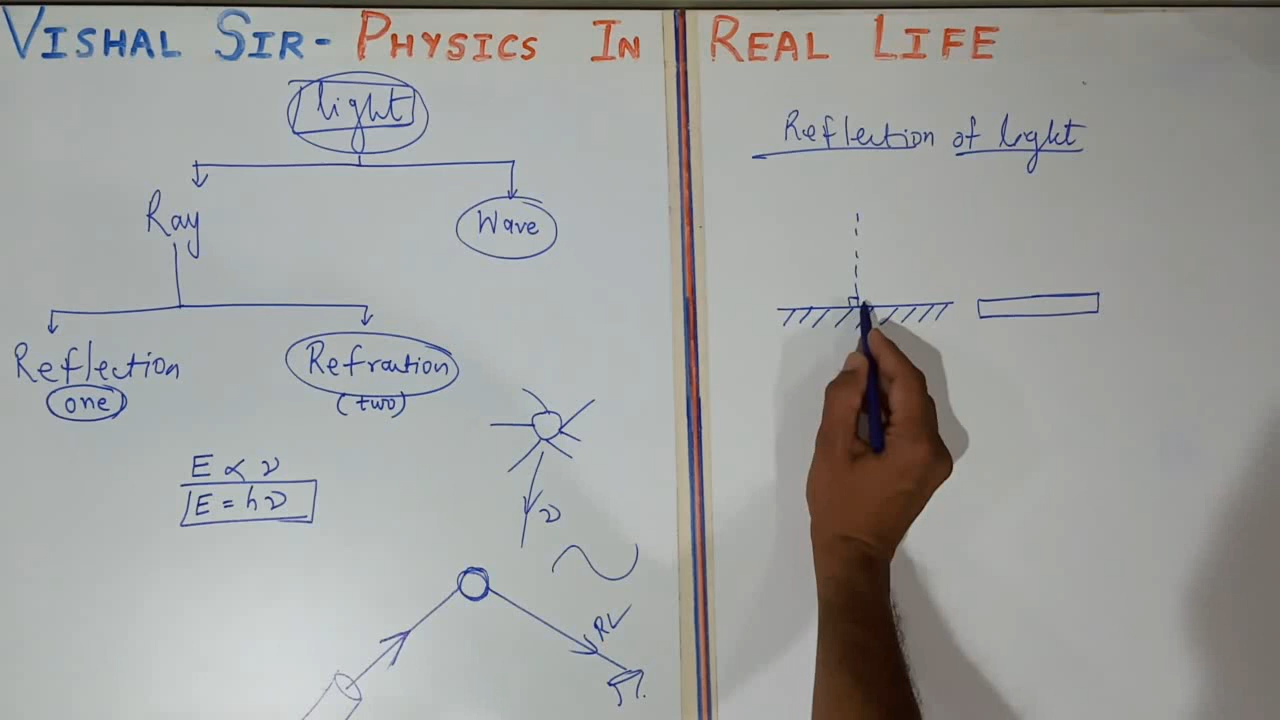 VISHAL SIR- PHYSICS IN REAL LIFE
light
Ray
Wave
Reflection
one
Refraction
(two)
E ∝ ν
E = hν
ν
RL
Reflection of light